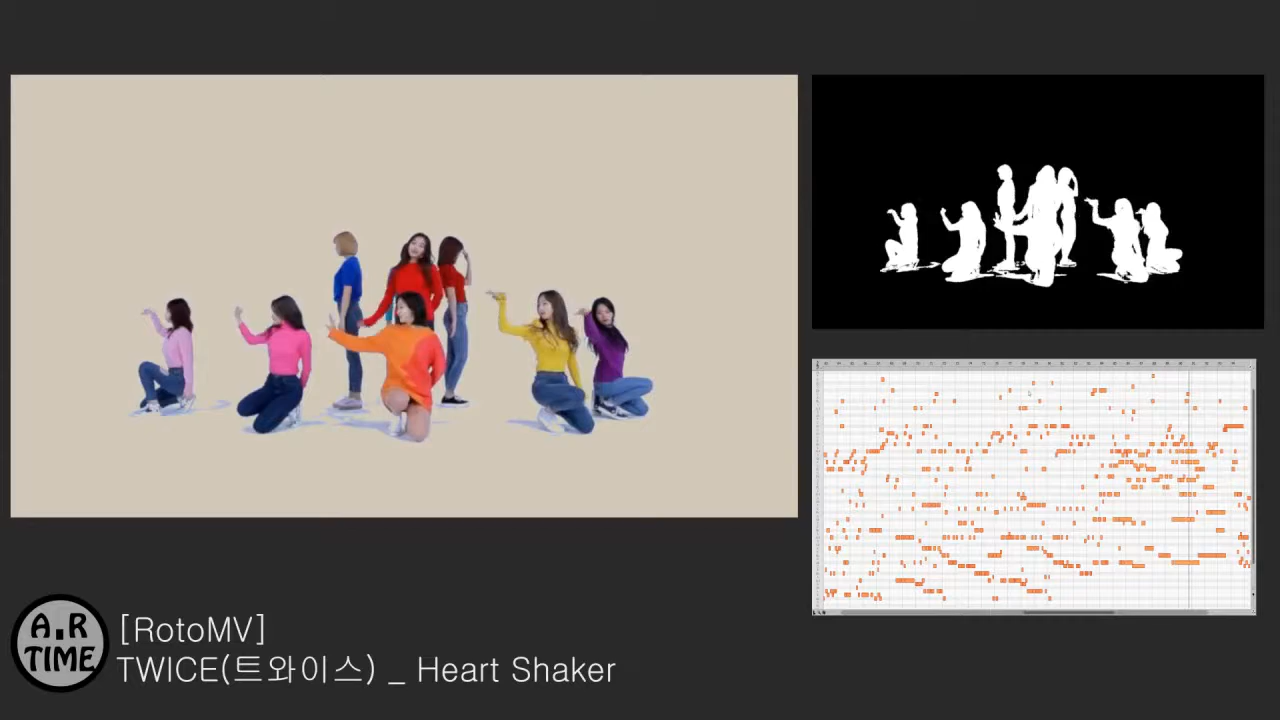 A.R
TIME
[RotoMV]
TWICE(트와이스) _ Heart Shaker